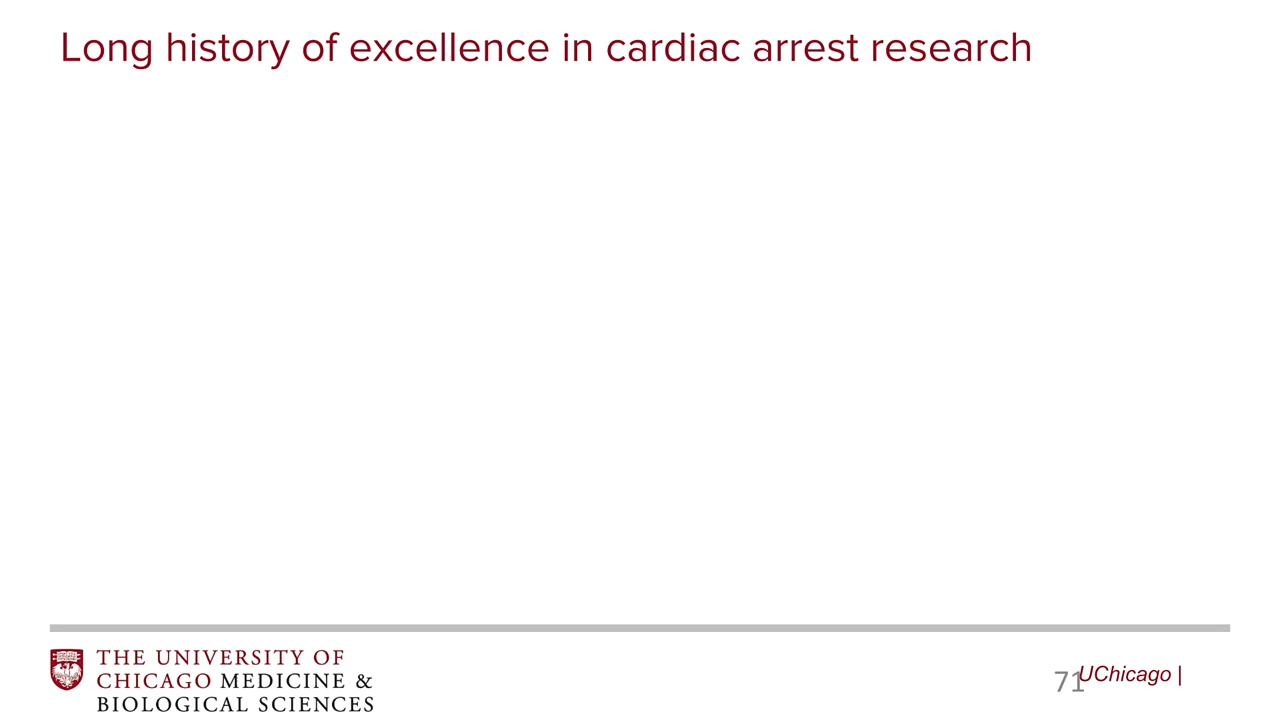 Long history of excellence in cardiac arrest research
THE UNIVERSITY OF
CHICAGO MEDICINE &
BIOLOGICAL SCIENCES
71
UChicago |